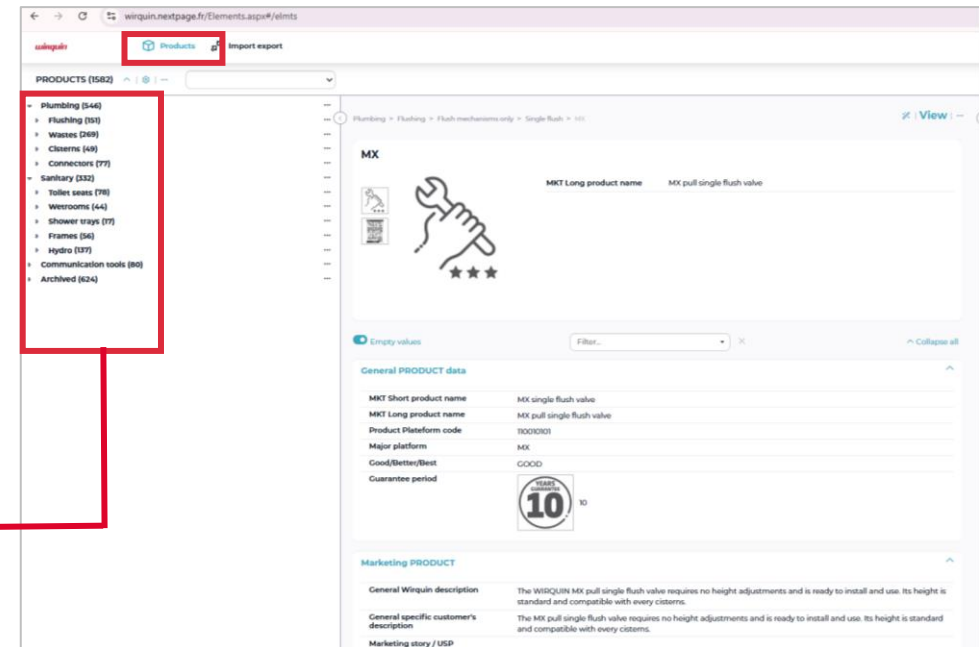 wirquin.nextpage.fr/Elements.aspx#/elmts
wirquin
Products
Import export
PRODUCTS (1582)
Plumbing (546)
Flushing (151)
Wastes (269)
Cisterns (49)
Connectors (77)
Sanitary (332)
Toilet seats (78)
Wetrooms (44)
Shower trays (17)
Frames (56)
Hydro (137)
Communication tools (80)
Archived (624)
Plumbing > Flushing > Flush mechanisms only > Single flush > MX
View
MX
MKT Long product name MX pull single flush valve
Empty values
Filter...
Collapse all
General PRODUCT data
MKT Short product name MX single flush valve
MKT Long product name MX pull single flush valve
Product Plateform code 110010101
Major platform MX
Good/Better/Best GOOD
Guarantee period
YEARS
GUARANTEE
10
10
Marketing PRODUCT
General Wirquin description The WIRQUIN MX pull single flush valve requires no height adjustments and is ready to install and use. Its height is
standard and compatible with every cisterns.
General specific customer's
description
The MX pull single flush valve requires no height adjustments and is ready to install and use. Its height is standard
and compatible with every cisterns.
Marketing story / USP